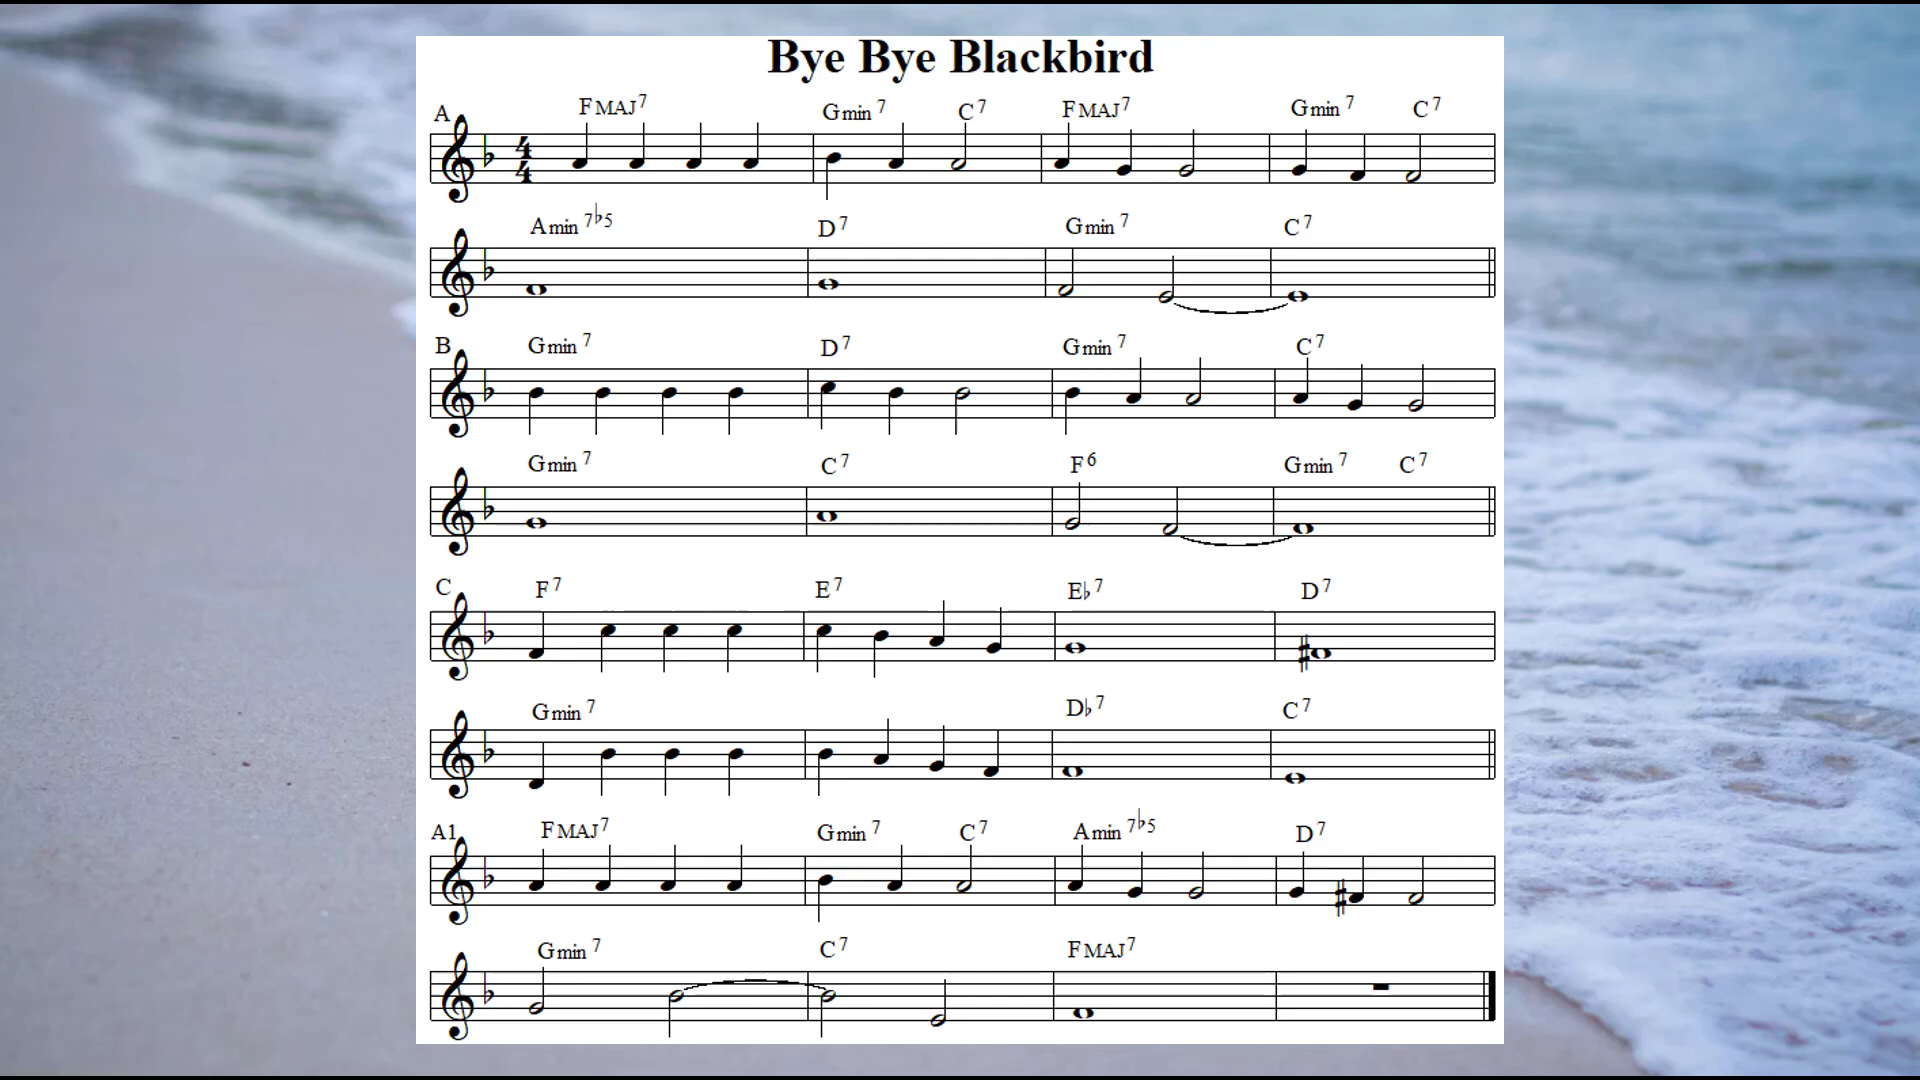 Bye Bye Blackbird
A FMAJ7 Gmin7 C7 FMAJ7 Gmin7 C7
4
4
Amin7♭5 D7 Gmin7 C7
B Gmin7 D7 Gmin7 C7
Gmin7 C7 F6 Gmin7 C7
C F7 E7 E♭7 D7
Gmin7 D♭7 C7
A1 FMAJ7 Gmin7 C7 Amin7♭5 D7
Gmin7 C7 FMAJ7